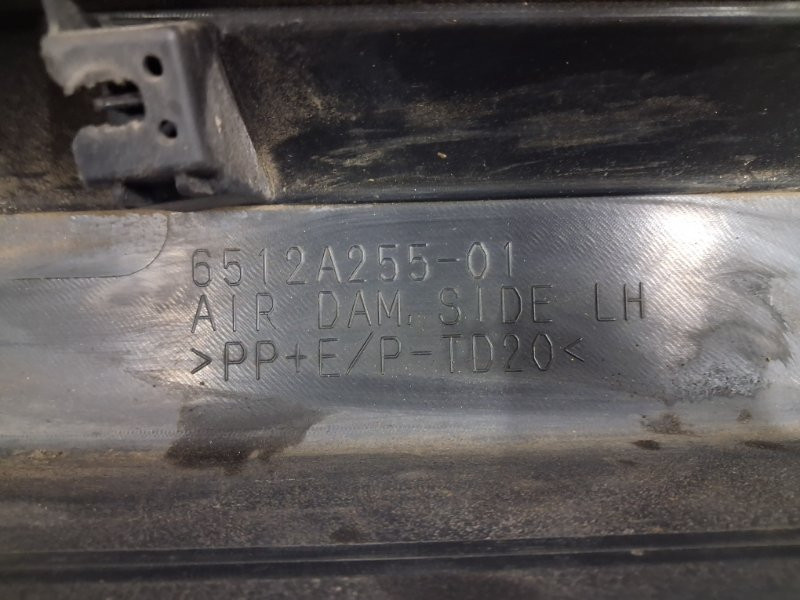 6512A255-01
AIR DAM, SIDE LH
>PP+E/P-TD20<